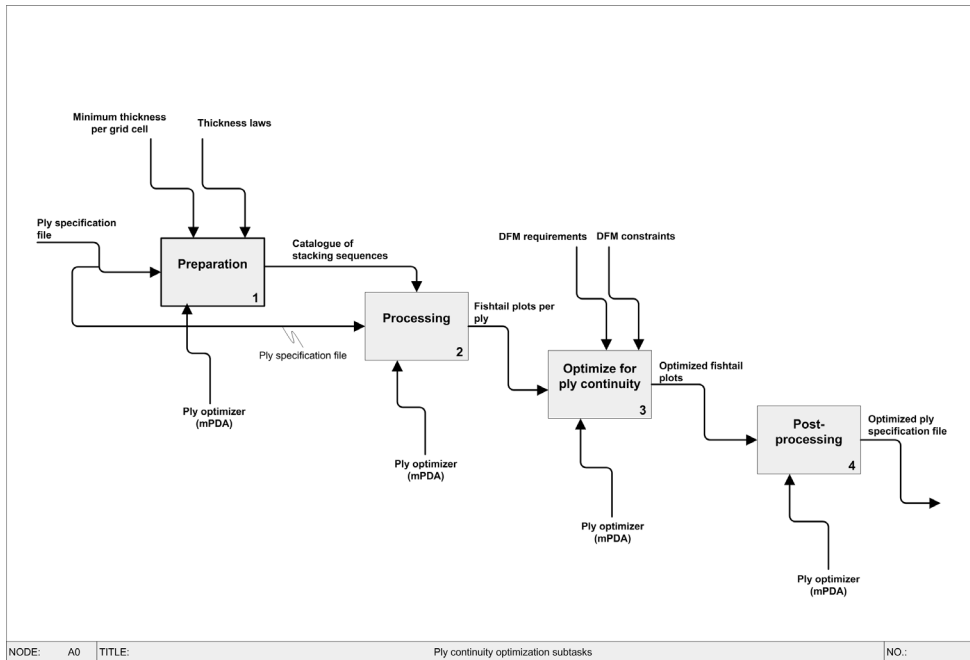 Minimum thickness
per grid cell
Thickness laws
Ply specification
file
Preparation
1
Catalogue of
stacking sequences
DFM requirements
DFM constraints
Processing
2
Fishtail plots per
ply
Ply specification file
Optimize for
ply continuity
3
Optimized fishtail
plots
Ply optimizer
(mPDA)
Post-
processing
4
Optimized ply
specification file
Ply optimizer
(mPDA)
Ply optimizer
(mPDA)
Ply optimizer
(mPDA)
NODE: A0 TITLE: Ply continuity optimization subtasks NO.: